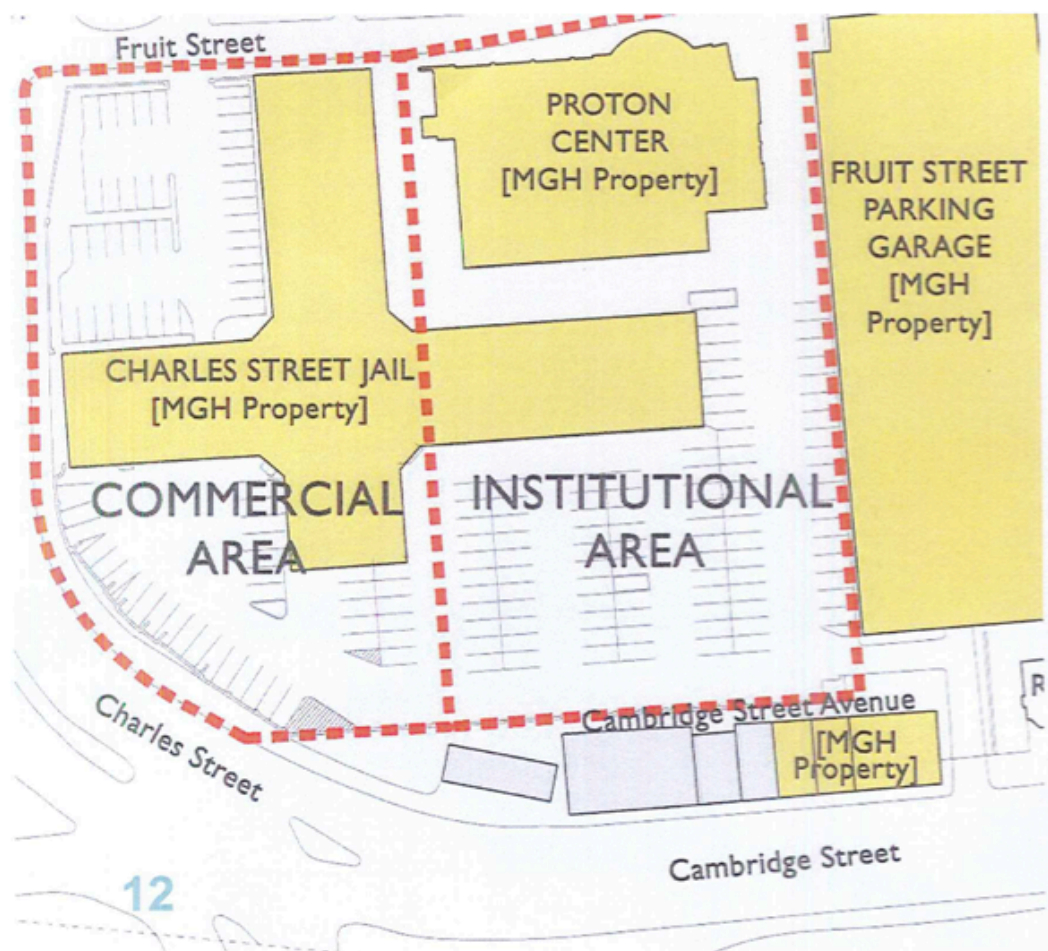 Fruit Street
PROTON
CENTER
[MGH Property]
FRUIT STREET
PARKING
GARAGE
[MGH
Property]
CHARLES STREET JAIL
[MGH Property]
COMMERCIAL
AREA
INSTITUTIONAL
AREA
Charles Street
Cambridge Street Avenue
[MGH
Property]
R
Cambridge Street
12